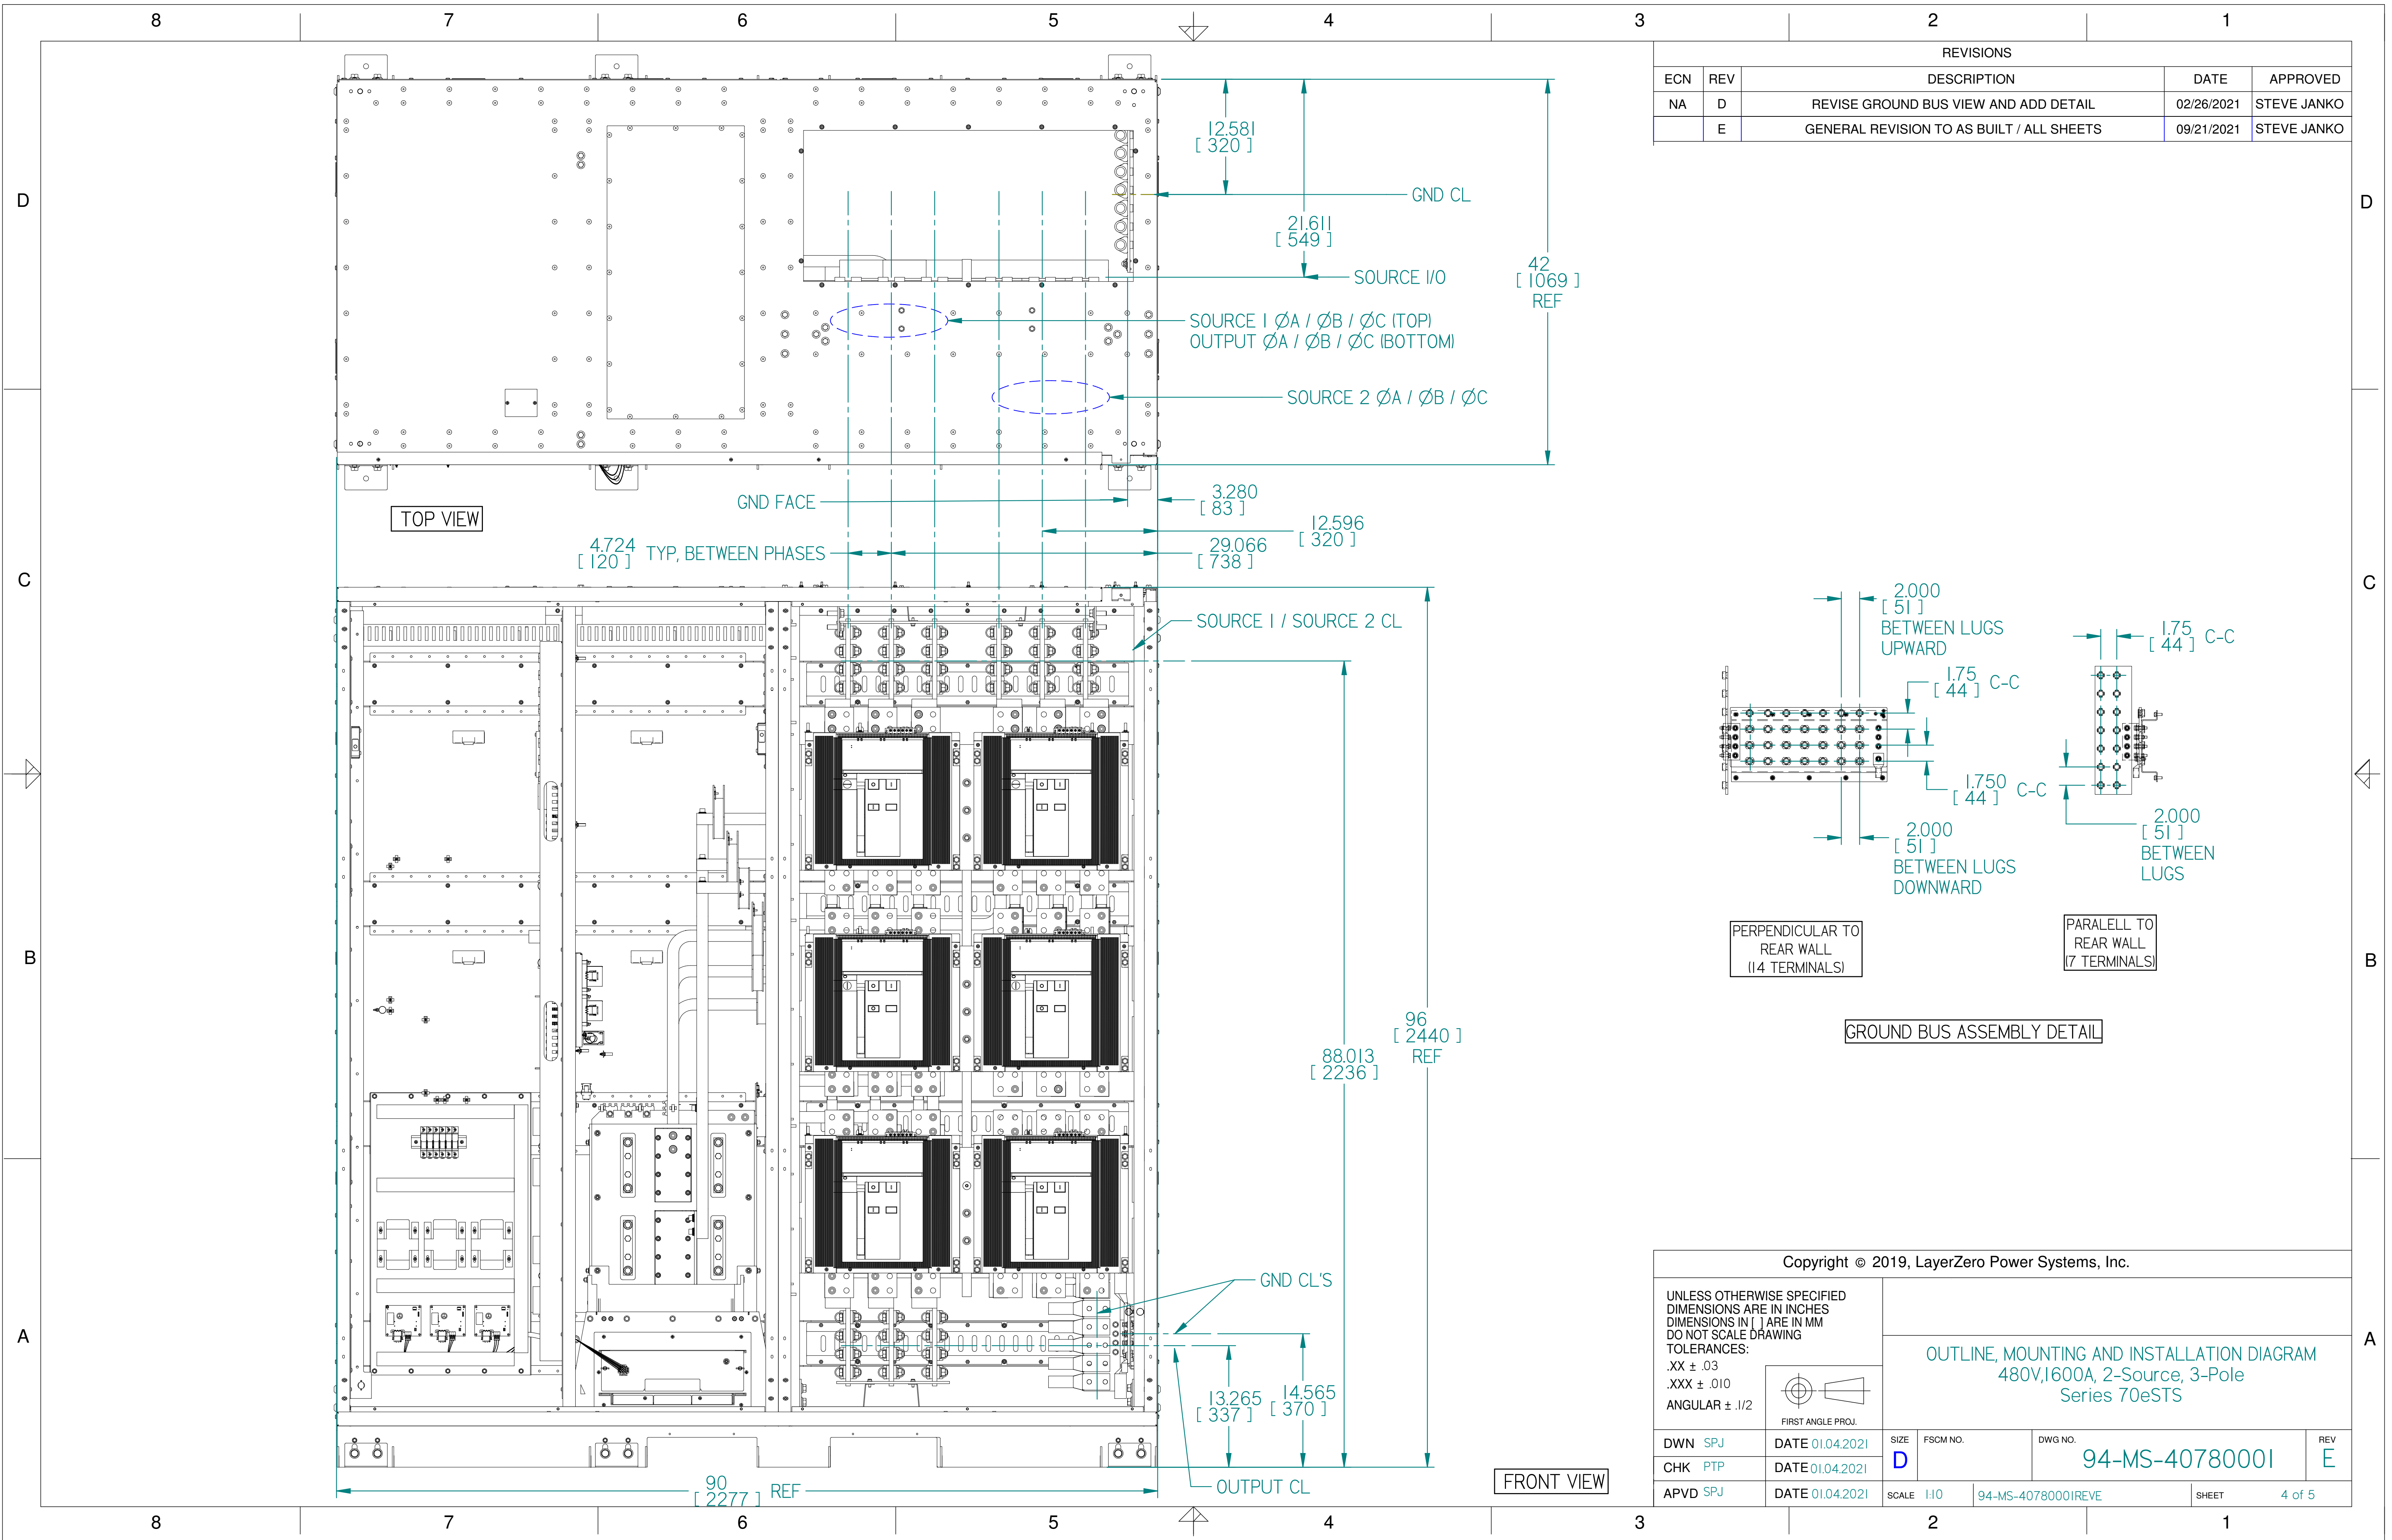 8 7 6 5 4 3 2 1
REVISIONS
ECN REV DESCRIPTION DATE APPROVED
NA D REVISE GROUND BUS VIEW AND ADD DETAIL 02/26/2021 STEVE JANKO
E GENERAL REVISION TO AS BUILT / ALL SHEETS 09/21/2021 STEVE JANKO
D
D
12.581
[ 320 ]
GND CL
21.611
[ 549 ]
SOURCE I/O
42
[ 1069 ]
REF
SOURCE 1 ØA / ØB / ØC (TOP)
OUTPUT ØA / ØB / ØC (BOTTOM)
SOURCE 2 ØA / ØB / ØC
TOP VIEW
GND FACE
3.280
[ 83 ]
12.596
[ 320 ]
4.724
[ 120 ]
TYP, BETWEEN PHASES
29.066
[ 738 ]
C
C
SOURCE 1 / SOURCE 2 CL
2.000
[ 51 ]
BETWEEN LUGS
UPWARD
1.75
[ 44 ] C-C
1.75
[ 44 ] C-C
1.750
[ 44 ] C-C
2.000
[ 51 ]
BETWEEN LUGS
DOWNWARD
2.000
[ 51 ]
BETWEEN
LUGS
PERPENDICULAR TO
REAR WALL
(14 TERMINALS)
PARALELL TO
REAR WALL
(7 TERMINALS)
B
B
GROUND BUS ASSEMBLY DETAIL
96
[ 2440 ]
REF
88.013
[ 2236 ]
GND CL'S
13.265
[ 337 ]
14.565
[ 370 ]
OUTPUT CL
90
[ 2277 ]
REF
FRONT VIEW
A
A
Copyright © 2019, LayerZero Power Systems, Inc.
UNLESS OTHERWISE SPECIFIED
DIMENSIONS ARE IN INCHES
DIMENSIONS IN [ ] ARE IN MM
DO NOT SCALE DRAWING
TOLERANCES:
.XX ± .03
.XXX ± .010
ANGULAR ± .1/2
FIRST ANGLE PROJ.
OUTLINE, MOUNTING AND INSTALLATION DIAGRAM
480V,1600A, 2-Source, 3-Pole
Series 70eSTS
DWN SPJ DATE 01.04.2021
CHK PTP DATE 01.04.2021
APVD SPJ DATE 01.04.2021
SIZE D FSCM NO. DWG NO. 94-MS-40780001 REV E
SCALE 1:10 94-MS-40780001REVE SHEET 4 of 5
8 7 6 5 4 3 2 1